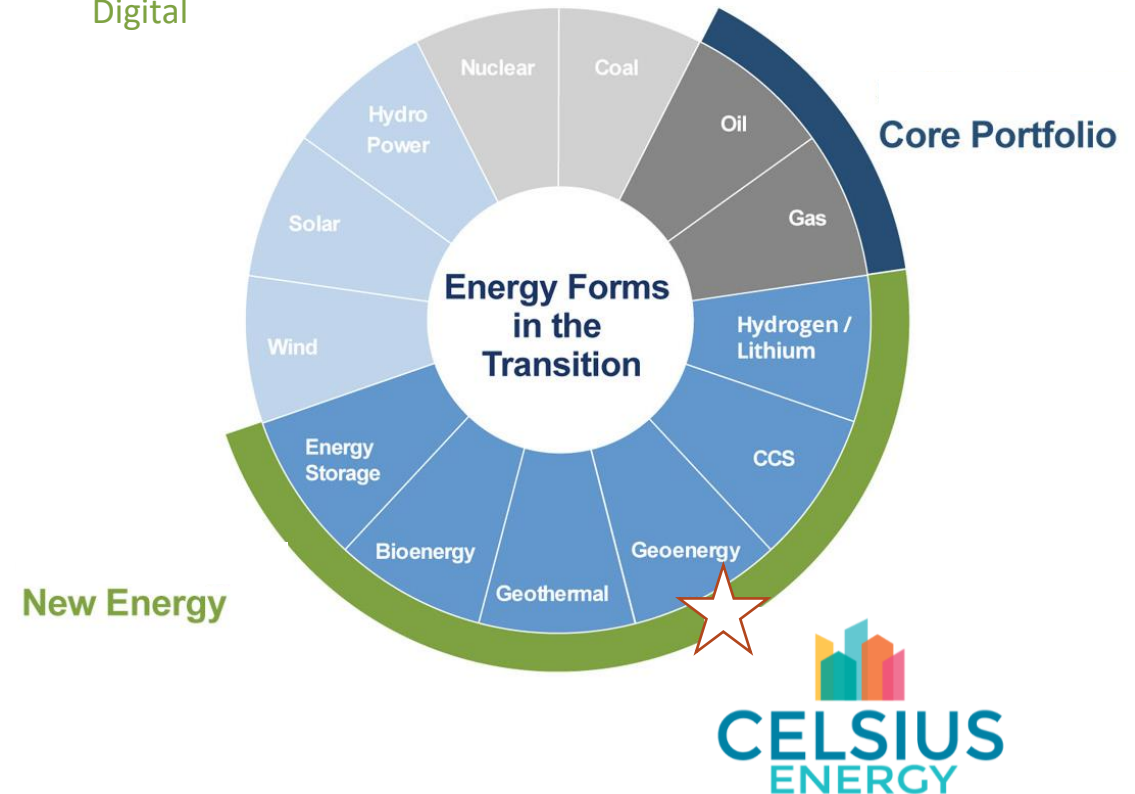 Digital
Nuclear
Coal
Hydro
Power
Oil
Core Portfolio
Solar
Gas
Energy Forms
in the
Transition
Hydrogen /
Lithium
Wind
Energy
Storage
CCS
Bioenergy
Geoenergy
Geothermal
New Energy
CELSIUS
ENERGY